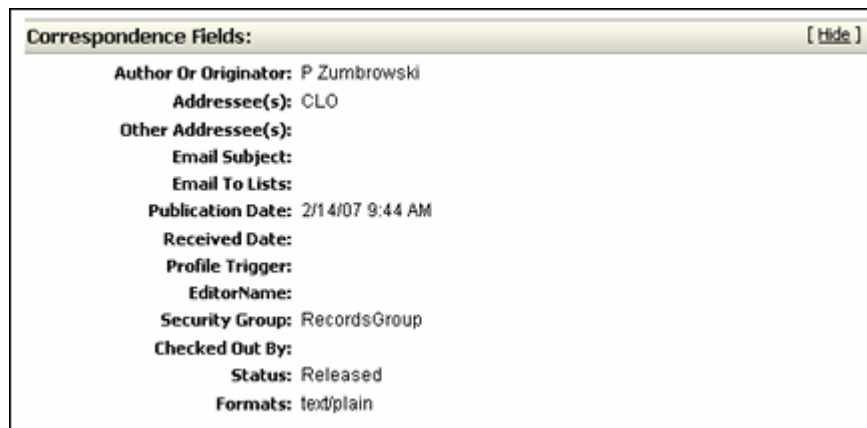 Correspondence Fields: [ Hide ]
Author Or Originator: P Zumbrowski
Addressee(s): CLO
Other Addressee(s):
Email Subject:
Email To Lists:
Publication Date: 2/14/07 9:44 AM
Received Date:
Profile Trigger:
EditorName:
Security Group: RecordsGroup
Checked Out By:
Status: Released
Formats: text/plain